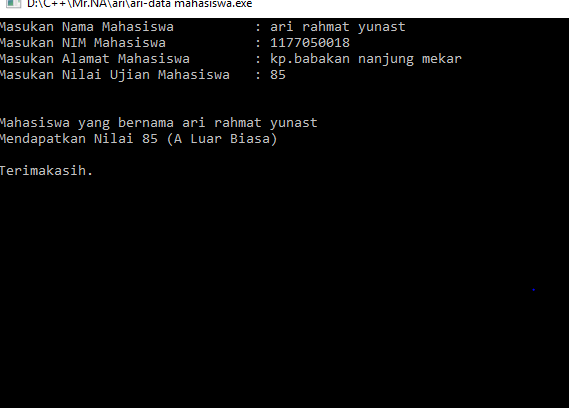 D:\C++\Mr.NA\ari\ari-data mahasiswa.exe
Masukan Nama Mahasiswa : ari rahmat yunast
Masukan NIM Mahasiswa : 1177050018
Masukan Alamat Mahasiswa : kp.babakan nanjung mekar
Masukan Nilai Ujian Mahasiswa : 85
Mahasiswa yang bernama ari rahmat yunast
Mendapatkan Nilai 85 (A Luar Biasa)
Terimakasih.